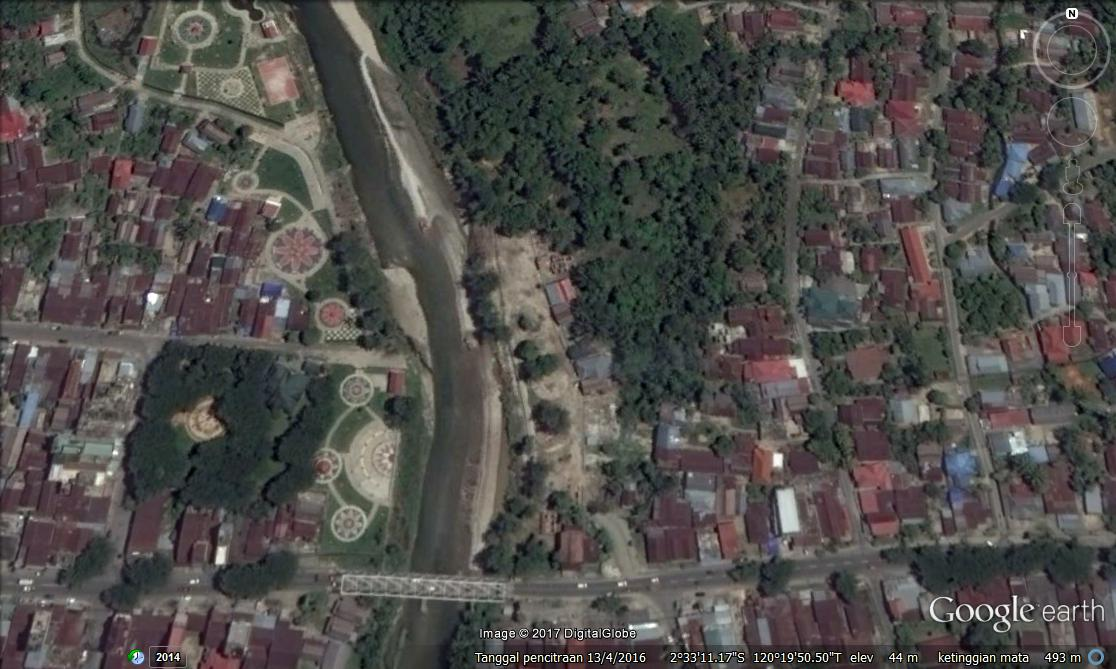 N
Google earth
Image © 2017 DigitalGlobe
2014
Tanggal pencitraan 13/4/2016 2°33'11.17"S 120°19'50.50"T elev 44 m ketinggian mata 493 m